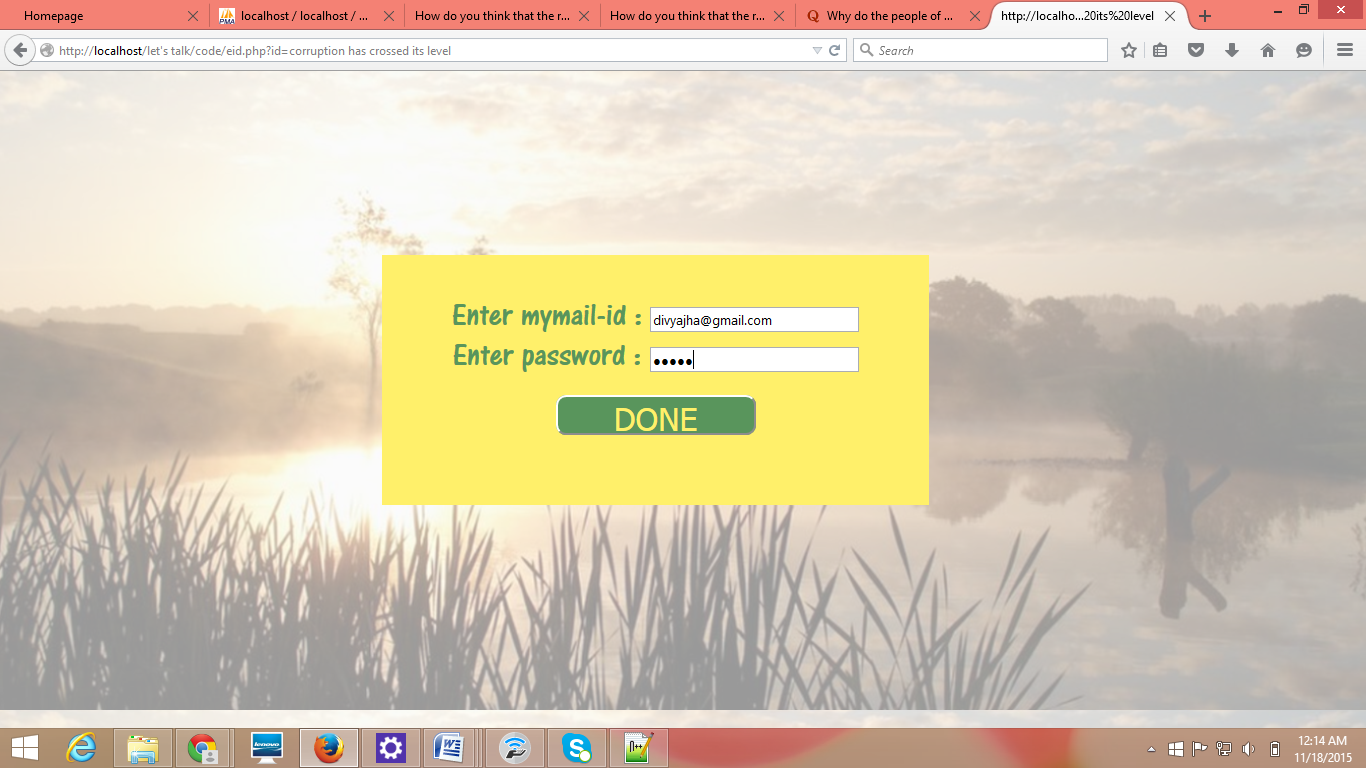 Homepage
localhost / localhost / ...
How do you think that the r...
How do you think that the r...
Why do the people of ...
http://localho...20its%20level
http://localhost/let's talk/code/eid.php?id=corruption has crossed its level
Search
Enter mymail-id :
divyajha@gmail.com
Enter password :
•••••
DONE
12:14 AM
11/18/2015